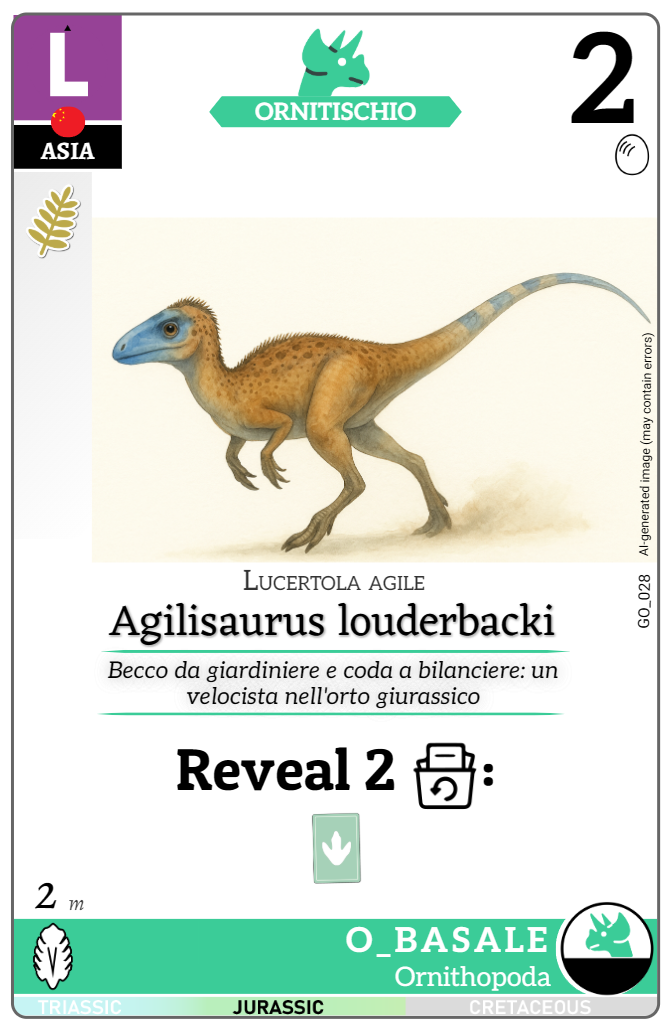 L
ORNITISCHIO
2
ASIA
AI-generated image (may contain errors)
GO_028
Lucertola agile
Agilisaurus louderbacki
Becco da giardiniere e coda a bilanciere: un
velocista nell'orto giurassico
Reveal 2 :
2 m
O_BASALE
Ornithopoda
TRIASSIC JURASSIC CRETACEOUS